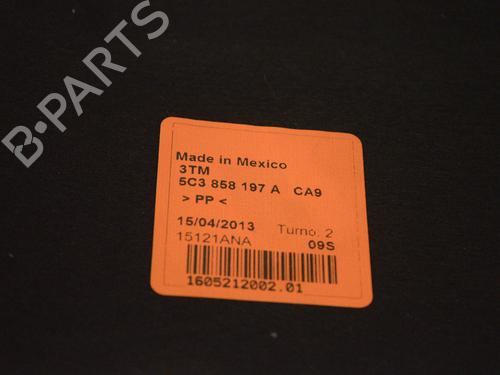 B-PARTS
Made in Mexico
3TM
5C3 858 197 A CA9
> PP <
15/04/2013 Turno: 2
15121ANA 09S
1605212002.01